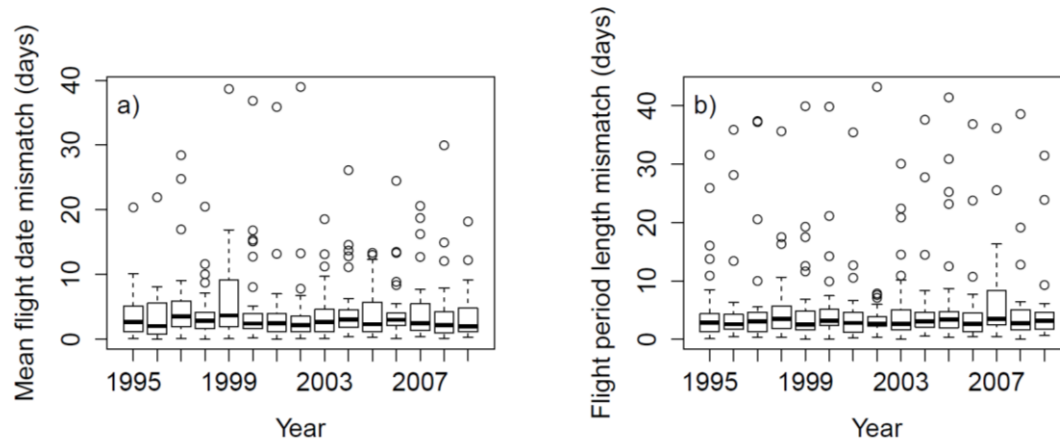 Mean flight date mismatch (days)
a)
40
30
20
10
0
1995 1999 2003 2007
Year
Flight period length mismatch (days)
b)
40
30
20
10
0
1995 1999 2003 2007
Year